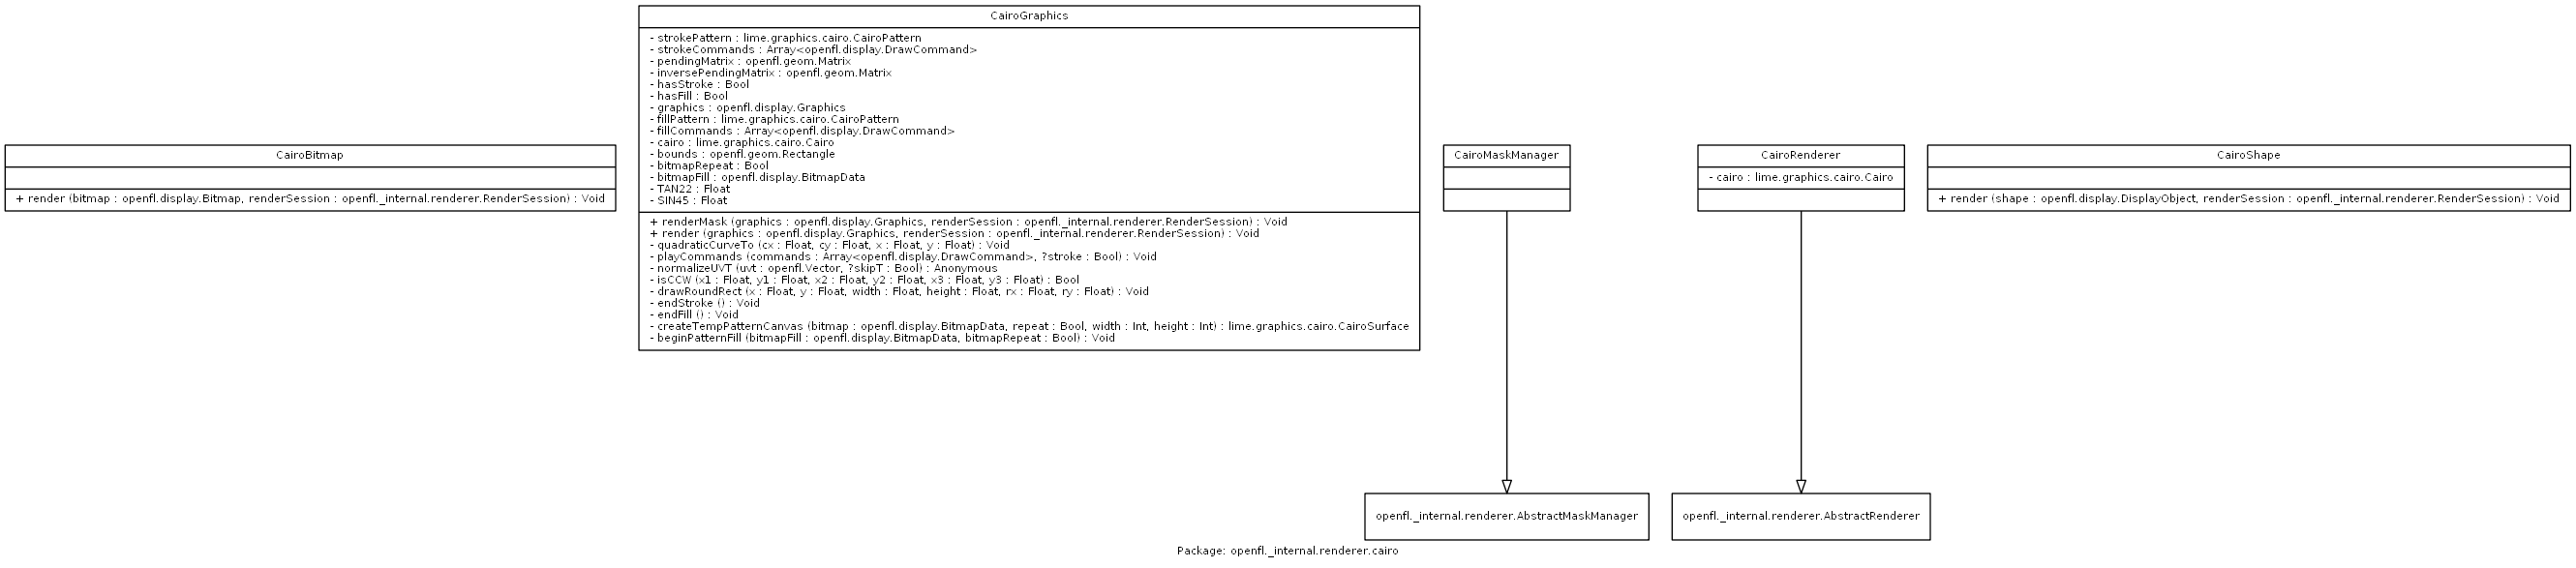 CairoBitmap
+ render (bitmap : openfl.display.Bitmap, renderSession : openfl._internal.renderer.RenderSession) : Void
CairoGraphics
- strokePattern : lime.graphics.cairo.CairoPattern
- strokeCommands : Array<openfl.display.DrawCommand>
- pendingMatrix : openfl.geom.Matrix
- inversePendingMatrix : openfl.geom.Matrix
- hasStroke : Bool
- hasFill : Bool
- graphics : openfl.display.Graphics
- fillPattern : lime.graphics.cairo.CairoPattern
- fillCommands : Array<openfl.display.DrawCommand>
- cairo : lime.graphics.cairo.Cairo
- bounds : openfl.geom.Rectangle
- bitmapRepeat : Bool
- bitmapFill : openfl.display.BitmapData
- TAN22 : Float
- SIN45 : Float
+ renderMask (graphics : openfl.display.Graphics, renderSession : openfl._internal.renderer.RenderSession) : Void
+ render (graphics : openfl.display.Graphics, renderSession : openfl._internal.renderer.RenderSession) : Void
- quadraticCurveTo (cx : Float, cy : Float, x : Float, y : Float) : Void
- playCommands (commands : Array<openfl.display.DrawCommand>, ?stroke : Bool) : Void
- normalizeUVT (uvt : openfl.Vector, ?skipT : Bool) : Anonymous
- isCCW (x1 : Float, y1 : Float, x2 : Float, y2 : Float, x3 : Float, y3 : Float) : Bool
- drawRoundRect (x : Float, y : Float, width : Float, height : Float, rx : Float, ry : Float) : Void
- endStroke () : Void
- endFill () : Void
- createTempPatternCanvas (bitmap : openfl.display.BitmapData, repeat : Bool, width : Int, height : Int) : lime.graphics.cairo.CairoSurface
- beginPatternFill (bitmapFill : openfl.display.BitmapData, bitmapRepeat : Bool) : Void
CairoMaskManager
CairoRenderer
- cairo : lime.graphics.cairo.Cairo
CairoShape
+ render (shape : openfl.display.DisplayObject, renderSession : openfl._internal.renderer.RenderSession) : Void
openfl._internal.renderer.AbstractMaskManager
openfl._internal.renderer.AbstractRenderer
Package: openfl._internal.renderer.cairo